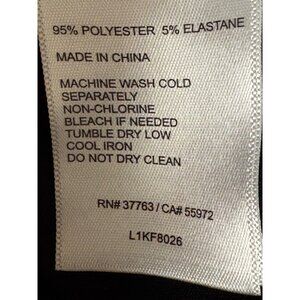 95% POLYESTER 5% ELASTANE
MADE IN CHINA
MACHINE WASH COLD
SEPARATELY
NON-CHLORINE
BLEACH IF NEEDED
TUMBLE DRY LOW
COOL IRON
DO NOT DRY CLEAN
RN# 37763 / CA# 55972
L1KF8026